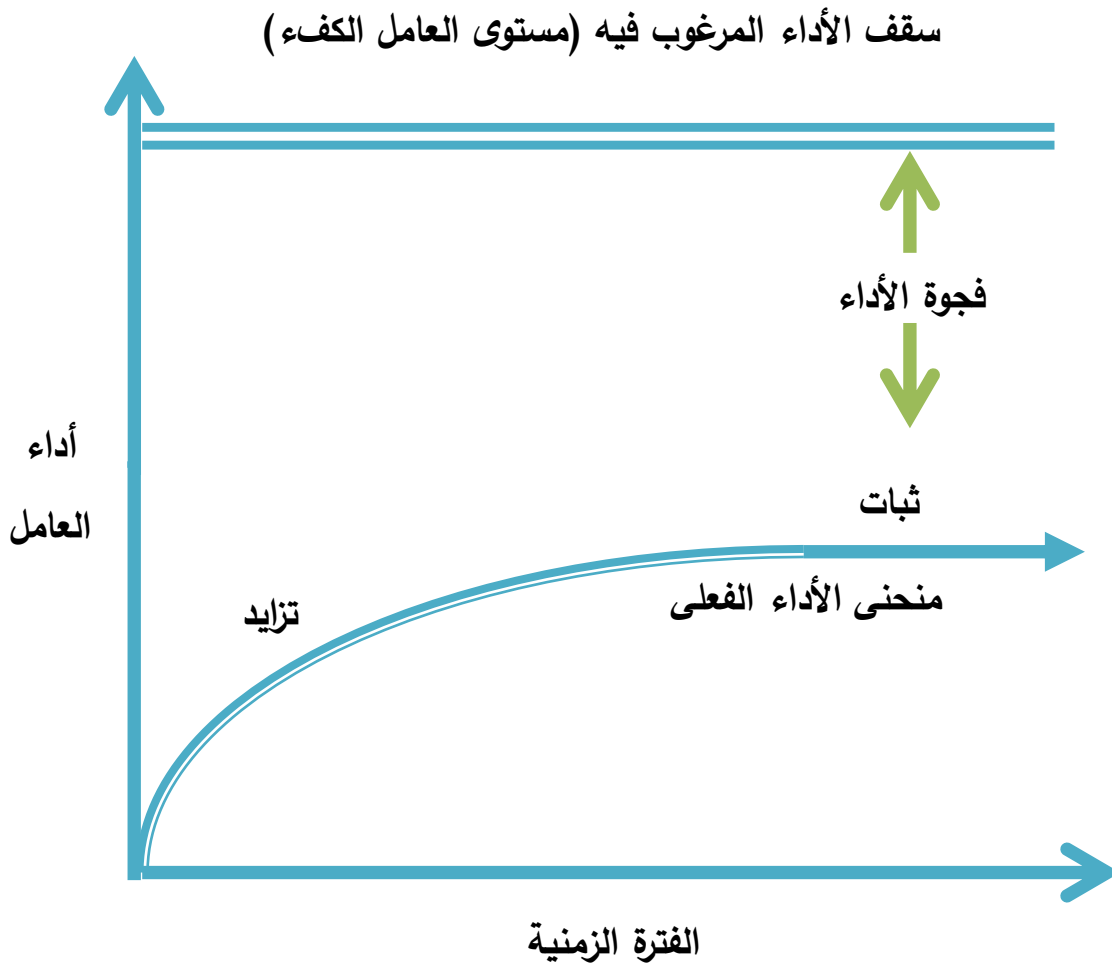 سقف الأداء المرغوب فيه (مستوى العامل الكفء)
فجوة الأداء
أداء
العامل
ثبات
منحنى الأداء الفعلى
تزايد
الفترة الزمنية